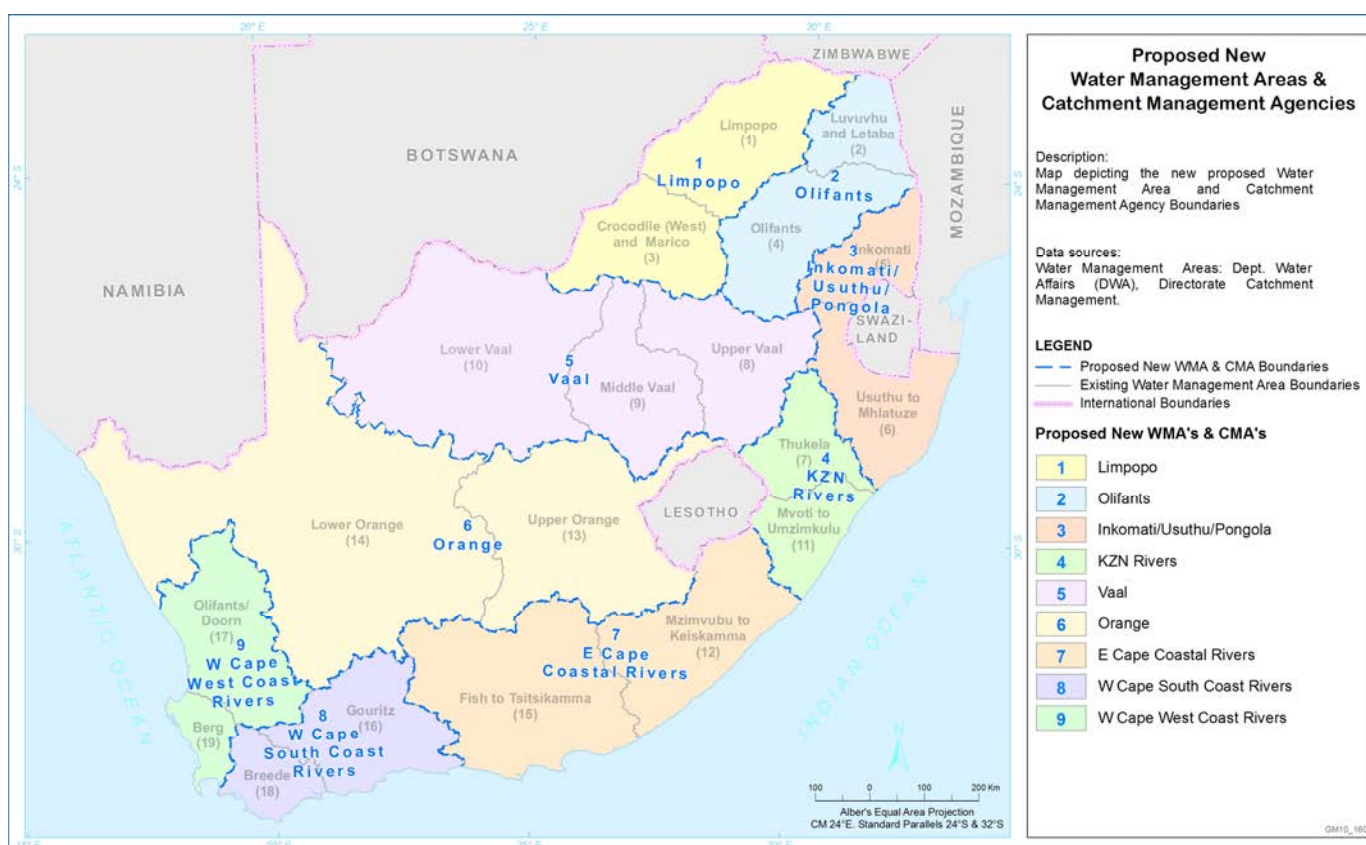 20° E
25° E
20° E
ZIMBWABWE
Limpopo
(1)
Luvuvhu
and Letaba
(2)
BOTSWANA
MOZAMBIQUE
1
Limpopo
2
Olifants
24° S
24° S
Crocodile (West)
and Marico
(3)
Olifants
(4)
Inkomati
(5)
3
Inkomati/
Usuthu/
Pongola
NAMIBIA
SWAZI-
LAND
Lower Vaal
(10)
5
Vaal
Upper Vaal
(8)
Middle Vaal
(9)
Usuthu to
Mhlatuze
(6)
Thukela
(7)
4
KZN
Rivers
LESOTHO
Mvoti to
Umzimkulu
(11)
Lower Orange
(14)
6
Orange
Upper Orange
(13)
30° S
30° S
ATLANTIC OCEAN
INDIAN OCEAN
Olifants/
Doorn
(17)
9
W Cape
West Coast
Rivers
Berg
(19)
Mzimvubu to
Keiskamma
(12)
7
E Cape
Coastal Rivers
Fish to Tsitsikamma
(15)
Gouritz
(16)
8
W Cape
South Coast
Rivers
Breede
(18)
N
100 0 100 200 Km
Alber's Equal Area Projection
CM 24°E. Standard Parallels 24°S & 32°S
Proposed New
Water Management Areas &
Catchment Management Agencies
Description:
Map depicting the new proposed Water
Management Area and Catchment
Management Agency Boundaries
Data sources:
Water Management Areas: Dept. Water
Affairs (DWA), Directorate Catchment
Management.
LEGEND
Proposed New WMA & CMA Boundaries
Existing Water Management Area Boundaries
International Boundaries
Proposed New WMA's & CMA's
1 Limpopo
2 Olifants
3 Inkomati/Usuthu/Pongola
4 KZN Rivers
5 Vaal
6 Orange
7 E Cape Coastal Rivers
8 W Cape South Coast Rivers
9 W Cape West Coast Rivers
GM10_160